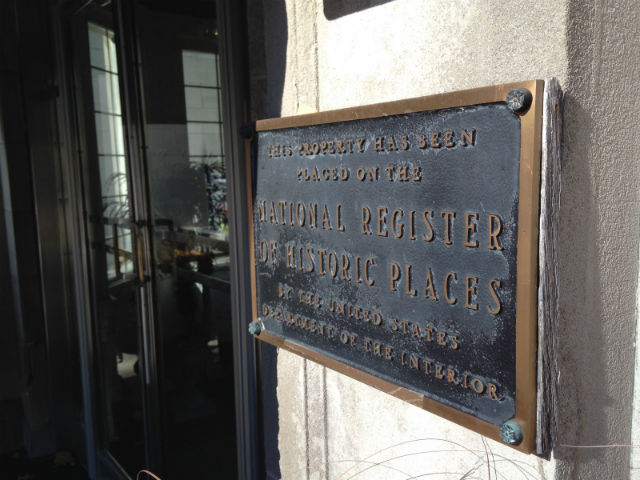 THIS PROPERTY HAS BEEN
PLACED ON THE
NATIONAL REGISTER
OF HISTORIC PLACES
BY THE UNITED STATES
DEPARTMENT OF THE INTERIOR